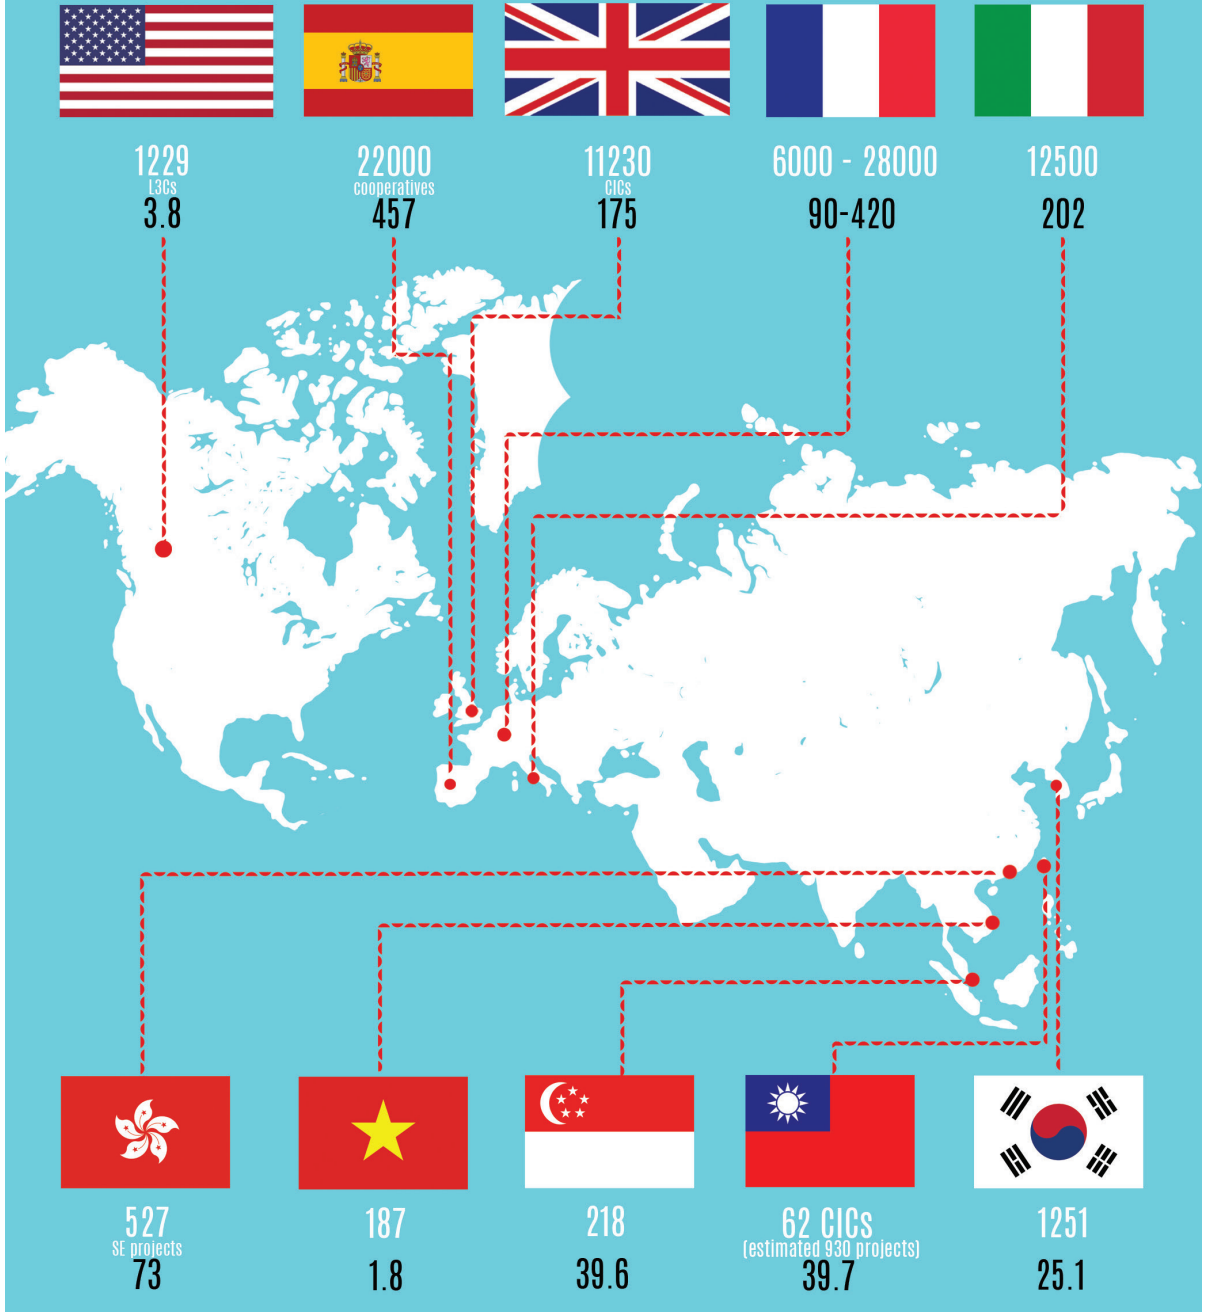 1229
L3Cs
3.8
22000
cooperatives
457
11230
CICs
175
6000 - 28000
90-420
12500
202
527
SE projects
73
187
1.8
218
39.6
62 CICs
(estimated 930 projects)
39.7
1251
25.1